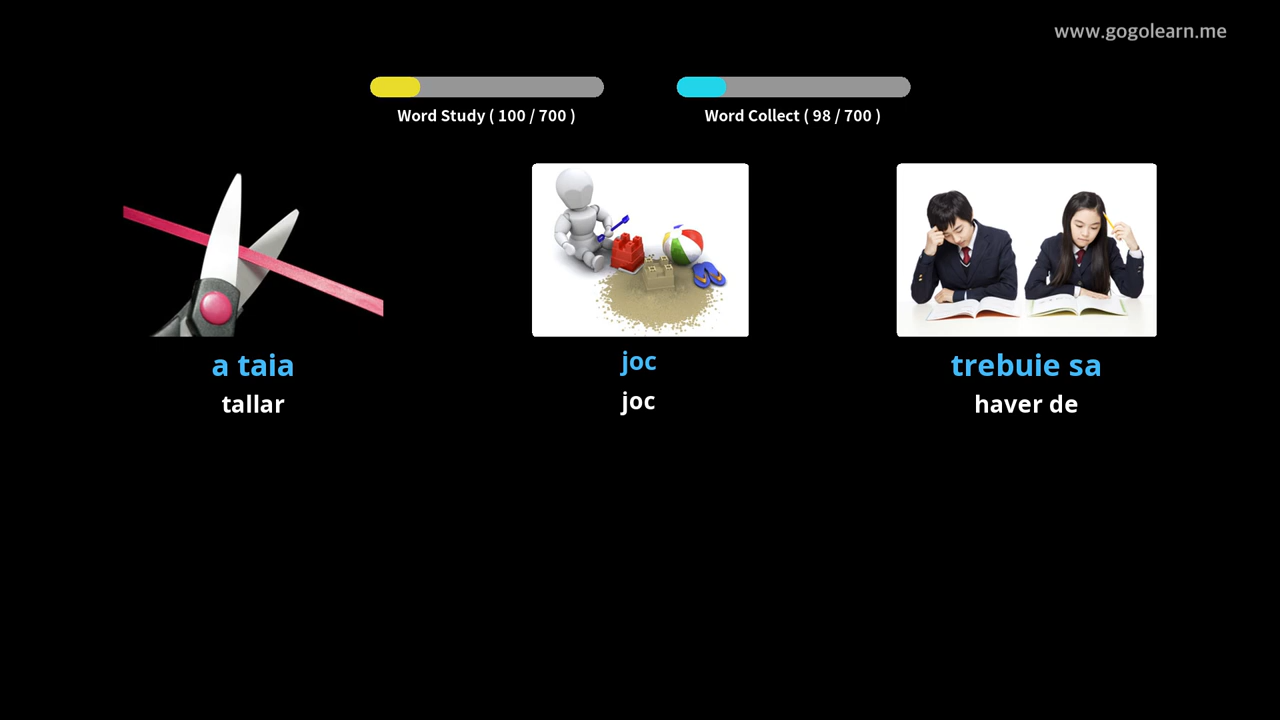 www.gogolearn.me
Word Study ( 100 / 700 )
Word Collect ( 98 / 700 )
a taia
tallar
joc
joc
trebuie sa
haver de